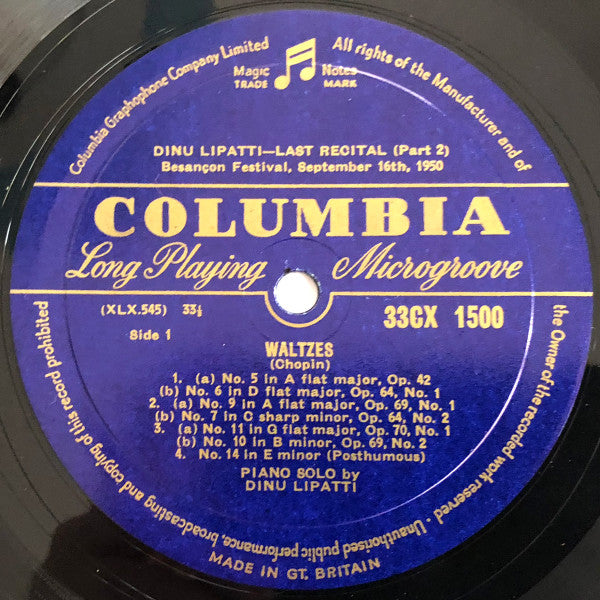 Columbia Graphophone Company Limited
Magic Notes
TRADE MARK
All rights of the Manufacturer and of
the Owner of the recorded work reserved · Unauthorised public performance, broadcasting and copying of this record prohibited
DINU LIPATTI—LAST RECITAL (Part 2)
Besançon Festival, September 16th, 1950
COLUMBIA
Long Playing Microgroove
(XLX.545) 33⅓
33CX 1500
Side 1
WALTZES
(Chopin)
1. (a) No. 5 in A flat major, Op. 42
(b) No. 6 in D flat major, Op. 64, No. 1
2. (a) No. 9 in A flat major, Op. 69, No. 1
(b) No. 7 in C sharp minor, Op. 64, No. 2
3. (a) No. 11 in G flat major, Op. 70, No. 1
(b) No. 10 in B minor, Op. 69, No. 2
4. No. 14 in E minor (Posthumous)
PIANO SOLO by
DINU LIPATTI
MADE IN GT. BRITAIN